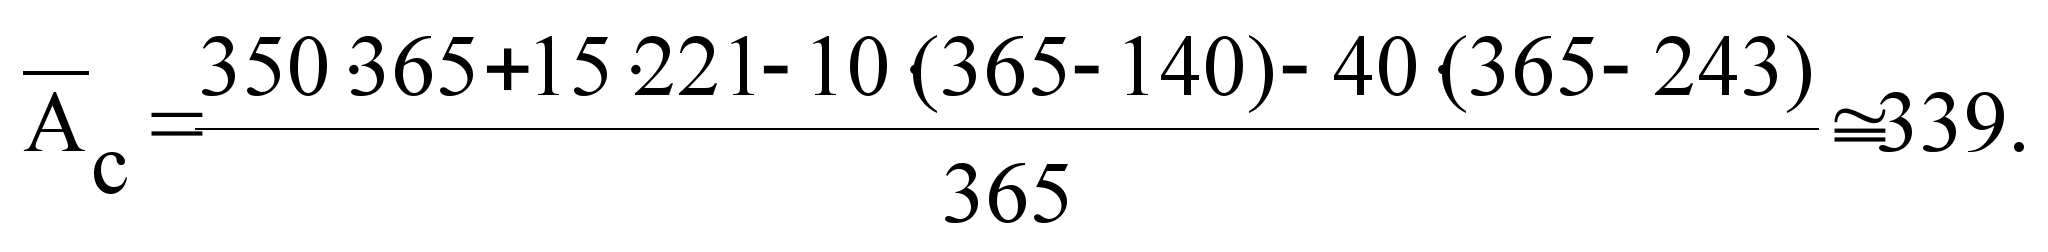 A̅c = 350·365+15·221- 10·(365- 140)- 40·(365- 243) ≅339.
365